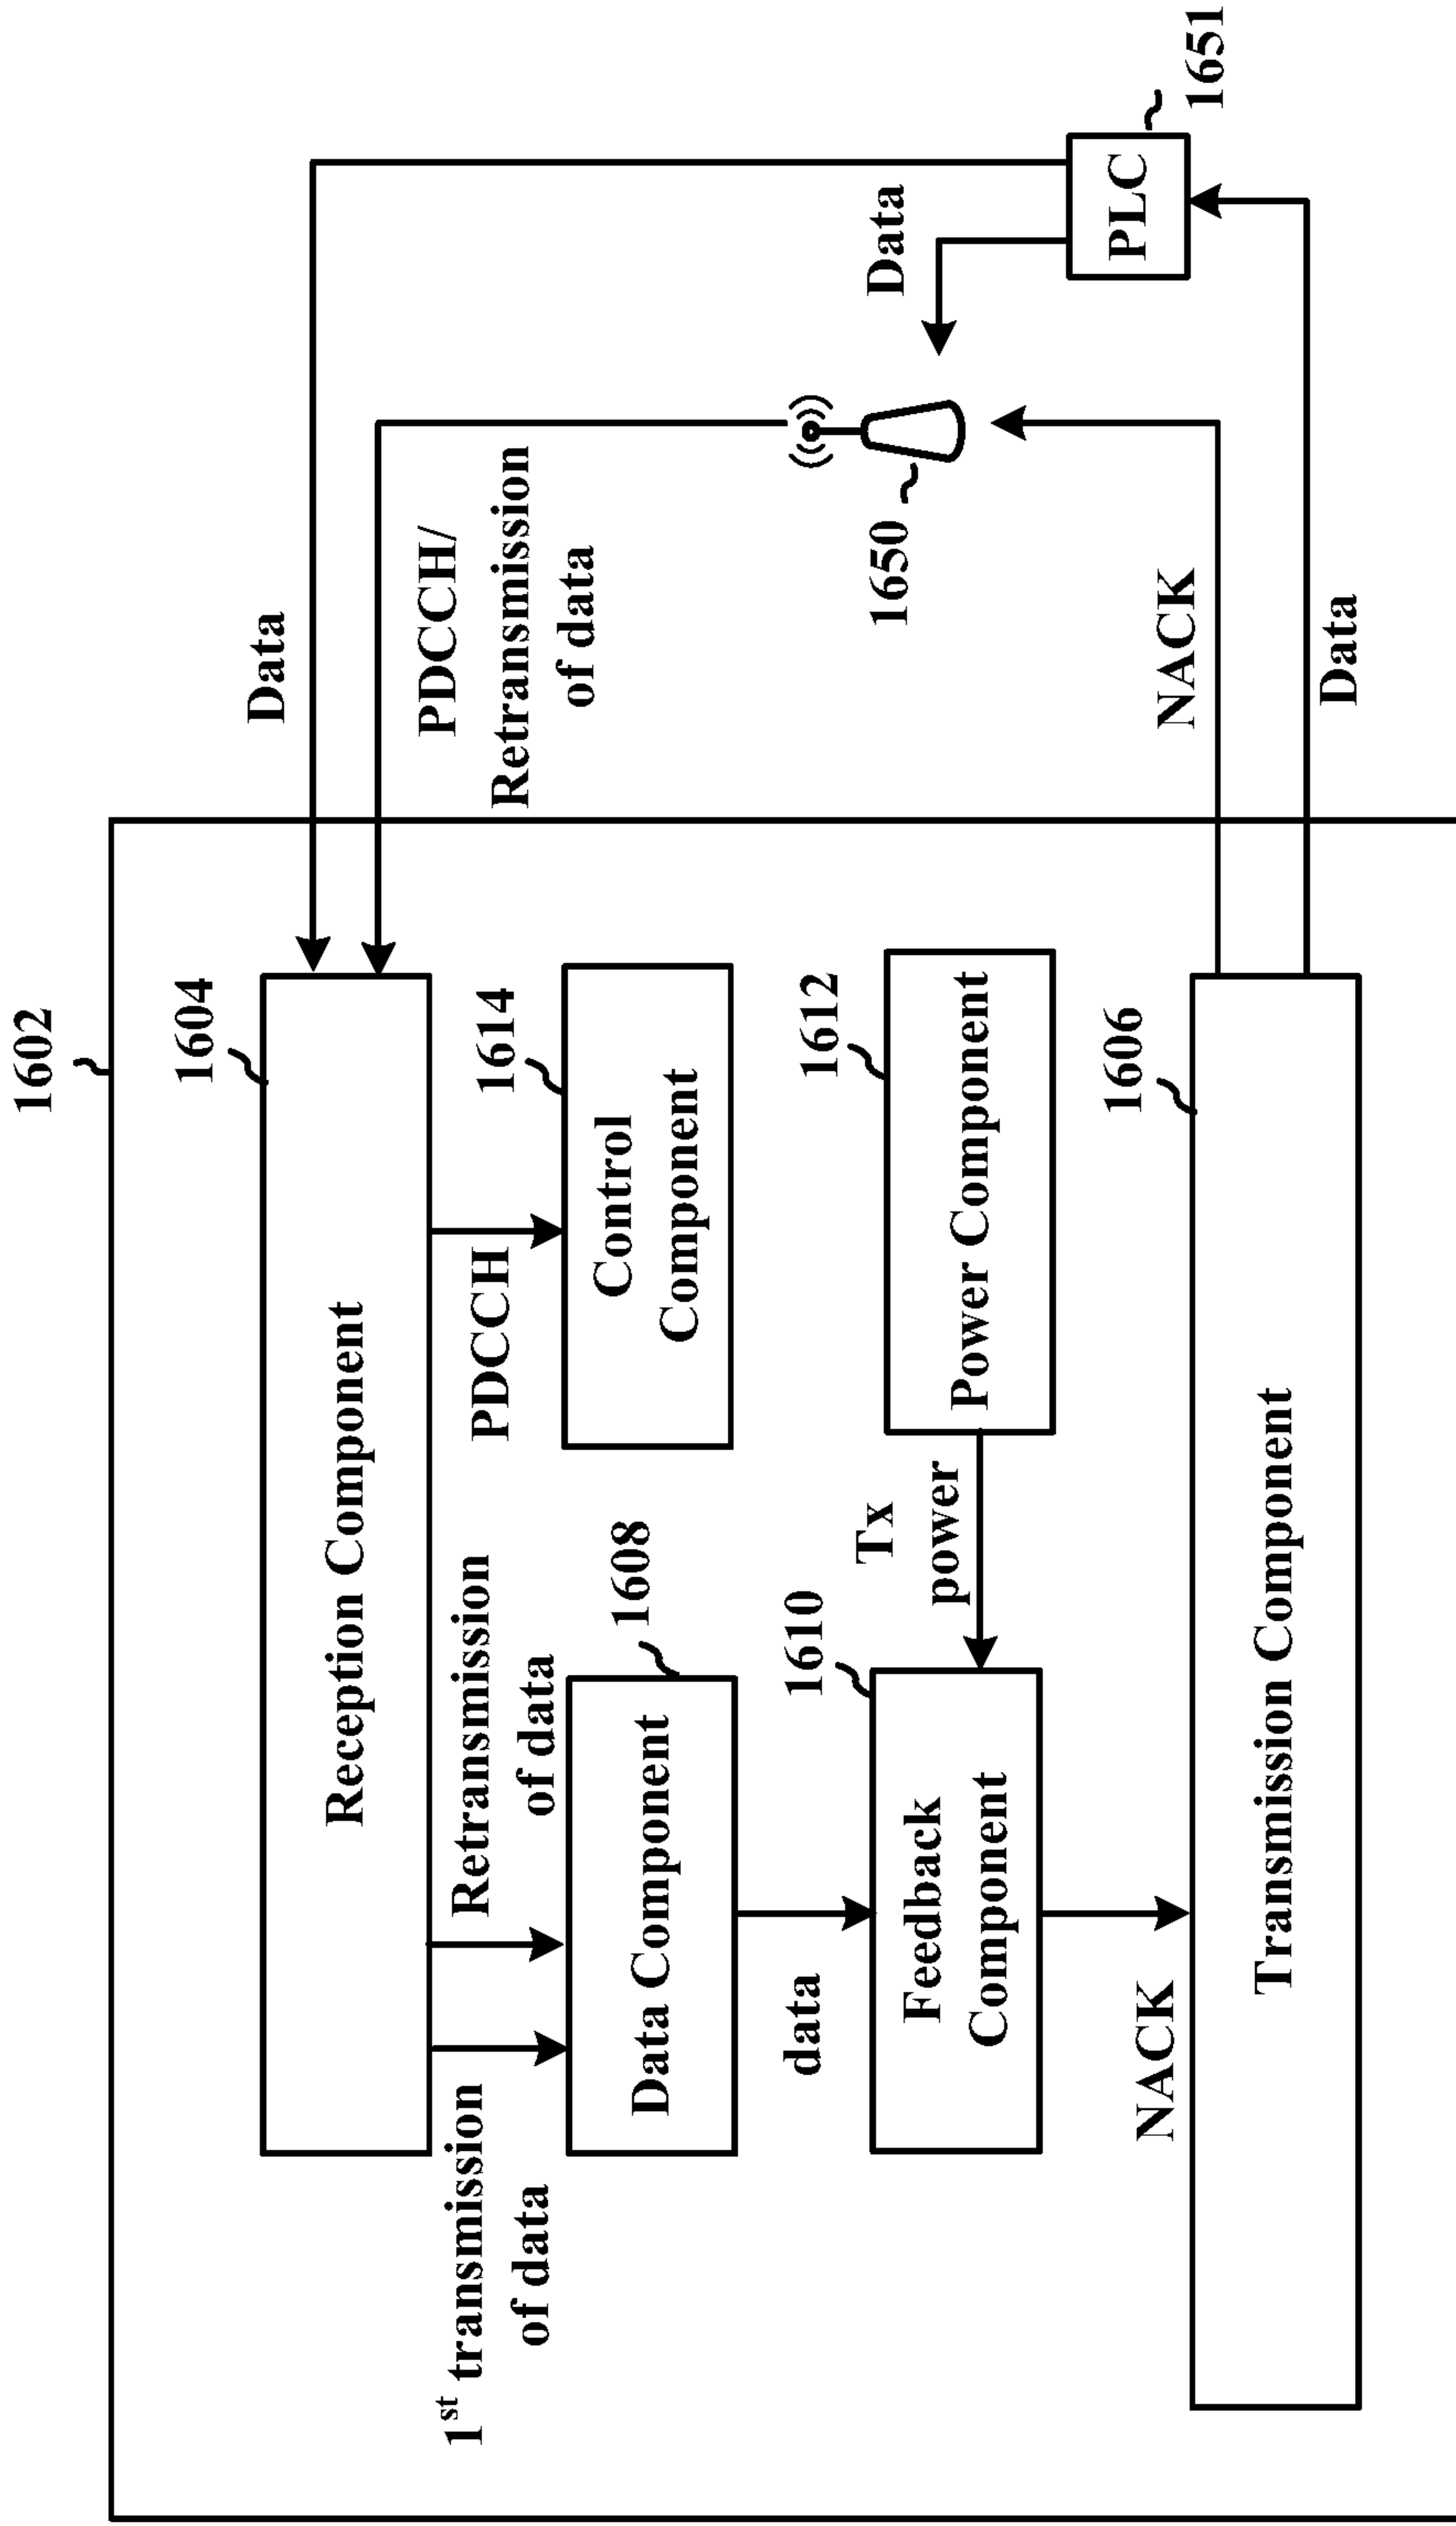 1602
1604
Reception Component
Data
PDCCH/
Retransmission
of data
1st transmission
of data
Retransmission
of data
PDCCH
1614
Control
Component
1608
Data Component
data
1610
Feedback
Component
Tx
power
1612
Power Component
NACK
1606
Transmission Component
NACK
Data
1650
Data
PLC
1651